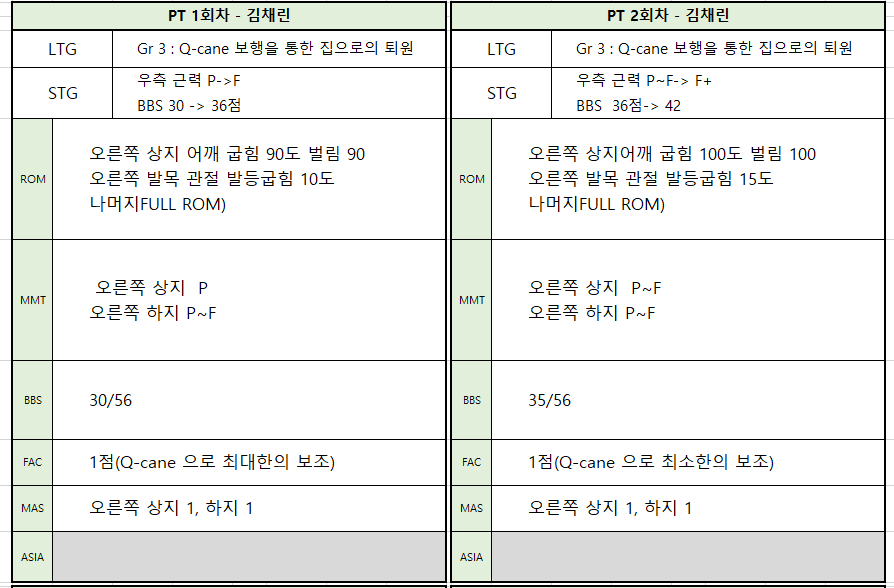 PT 1회차 - 김채린
LTG
Gr 3 : Q-cane 보행을 통한 집으로의 퇴원
STG
우측 근력 P->F
BBS 30 -> 36점
ROM
오른쪽 상지 어깨 굽힘 90도 벌림 90
오른쪽 발목 관절 발등굽힘 10도
나머지FULL ROM)
MMT
오른쪽 상지 P
오른쪽 하지 P~F
BBS
30/56
FAC
1점(Q-cane 으로 최대한의 보조)
MAS
오른쪽 상지 1, 하지 1
ASIA
PT 2회차 - 김채린
LTG
Gr 3 : Q-cane 보행을 통한 집으로의 퇴원
STG
우측 근력 P~F-> F+
BBS 36점-> 42
ROM
오른쪽 상지어깨 굽힘 100도 벌림 100
오른쪽 발목 관절 발등굽힘 15도
나머지FULL ROM)
MMT
오른쪽 상지 P~F
오른쪽 하지 P~F
BBS
35/56
FAC
1점(Q-cane 으로 최소한의 보조)
MAS
오른쪽 상지 1, 하지 1
ASIA